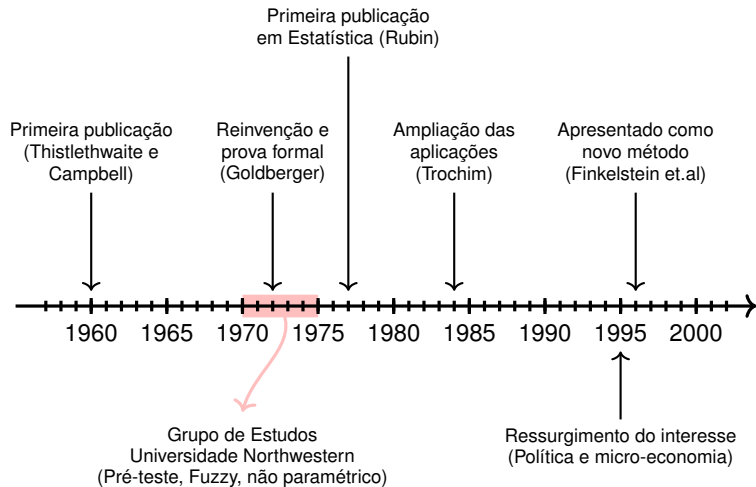 Primeira publicação
em Estatística (Rubin)
Primeira publicação
(Thistlethwaite e
Campbell)
Reinvenção e
prova formal
(Goldberger)
Ampliação das
aplicações
(Trochim)
Apresentado como
novo método
(Finkelstein et.al)
1960 1965 1970 1975 1980 1985 1990 1995 2000
Grupo de Estudos
Universidade Northwestern
(Pré-teste, Fuzzy, não paramétrico)
Ressurgimento do interesse
(Política e micro-economia)